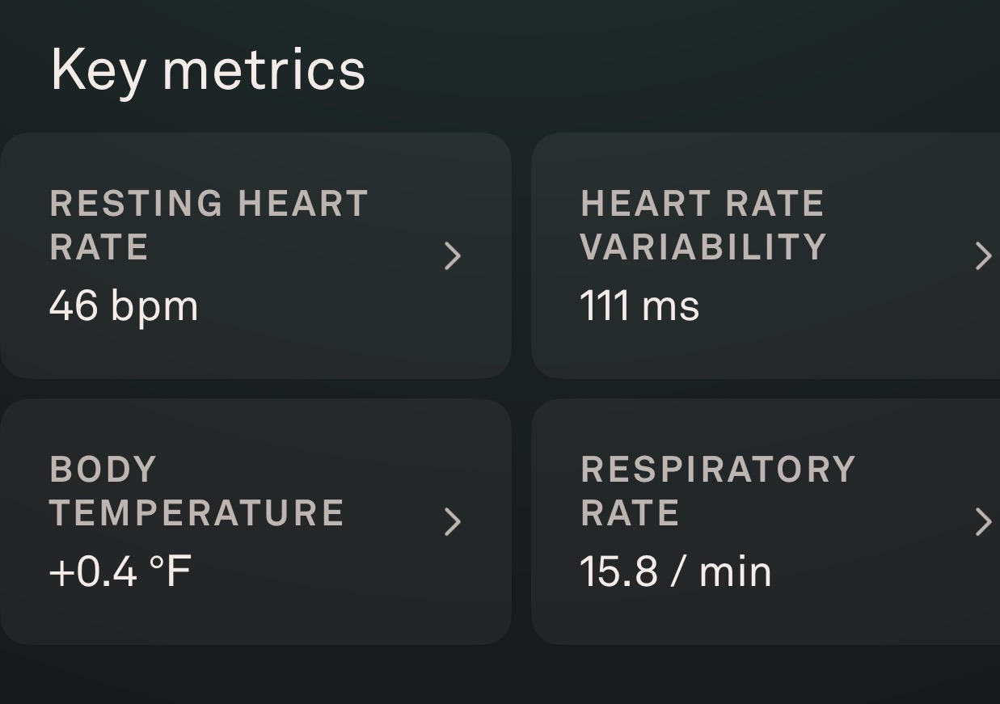 Key metrics
RESTING HEART
RATE
46 bpm
HEART RATE
VARIABILITY
111 ms
BODY
TEMPERATURE
+0.4 °F
RESPIRATORY
RATE
15.8 / min